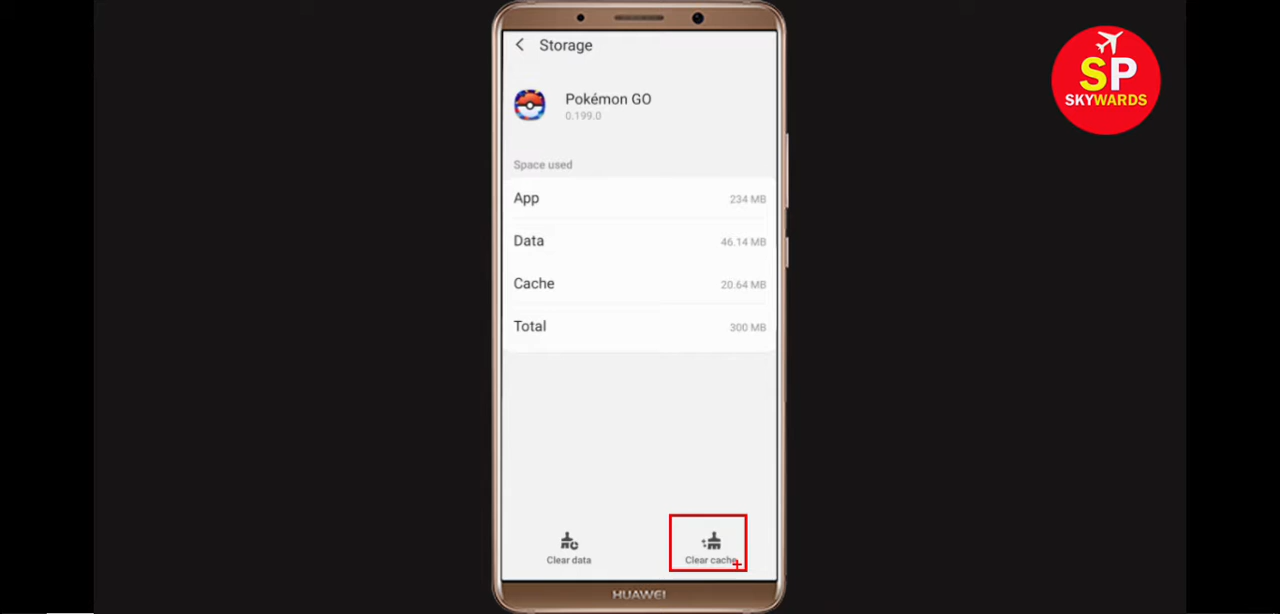 Storage
Pokémon GO
0.199.0
Space used
App 234 MB
Data 46.14 MB
Cache 20.64 MB
Total 300 MB
Clear data Clear cache
HUAWEI
SP
SKYWARDS